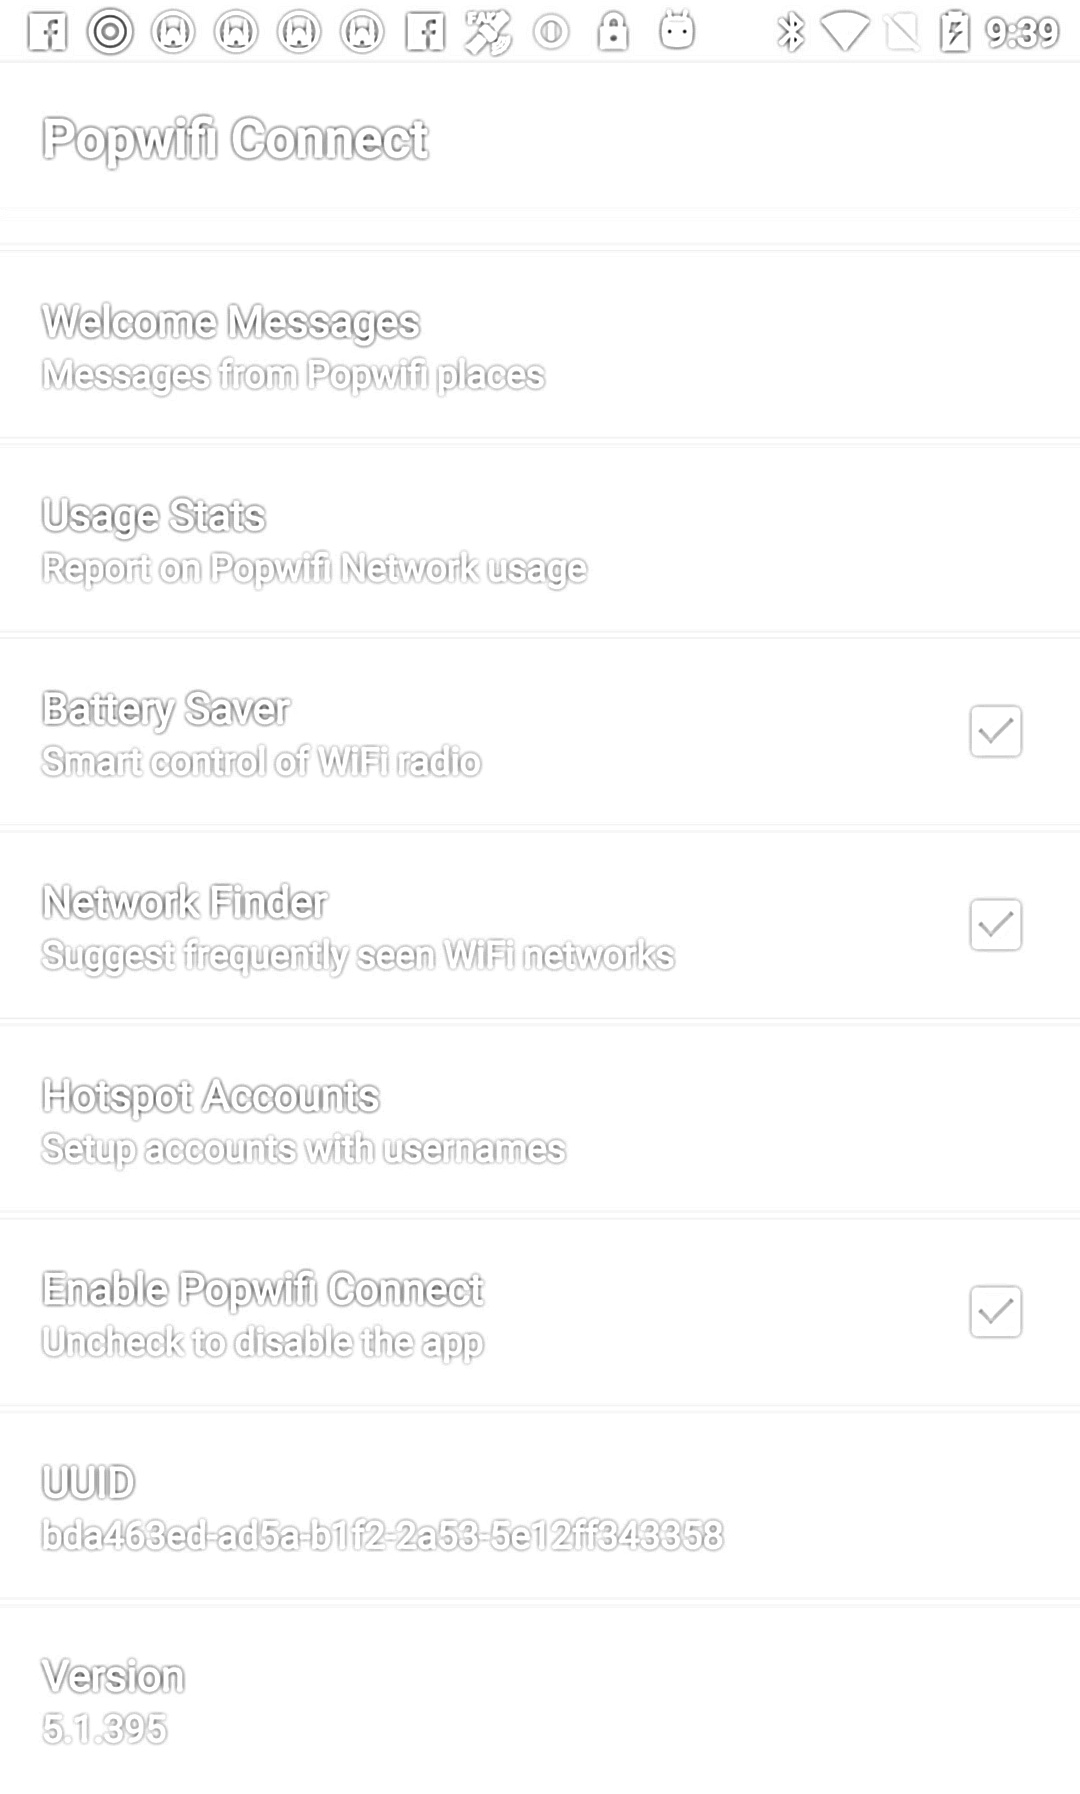 FAKE
9:39
Popwifi Connect
Welcome Messages
Messages from Popwifi places
Usage Stats
Report on Popwifi Network usage
Battery Saver
Smart control of WiFi radio
Network Finder
Suggest frequently seen WiFi networks
Hotspot Accounts
Setup accounts with usernames
Enable Popwifi Connect
Uncheck to disable the app
UUID
bda463ed-ad5a-b1f2-2a53-5e12ff343358
Version
5.1.395